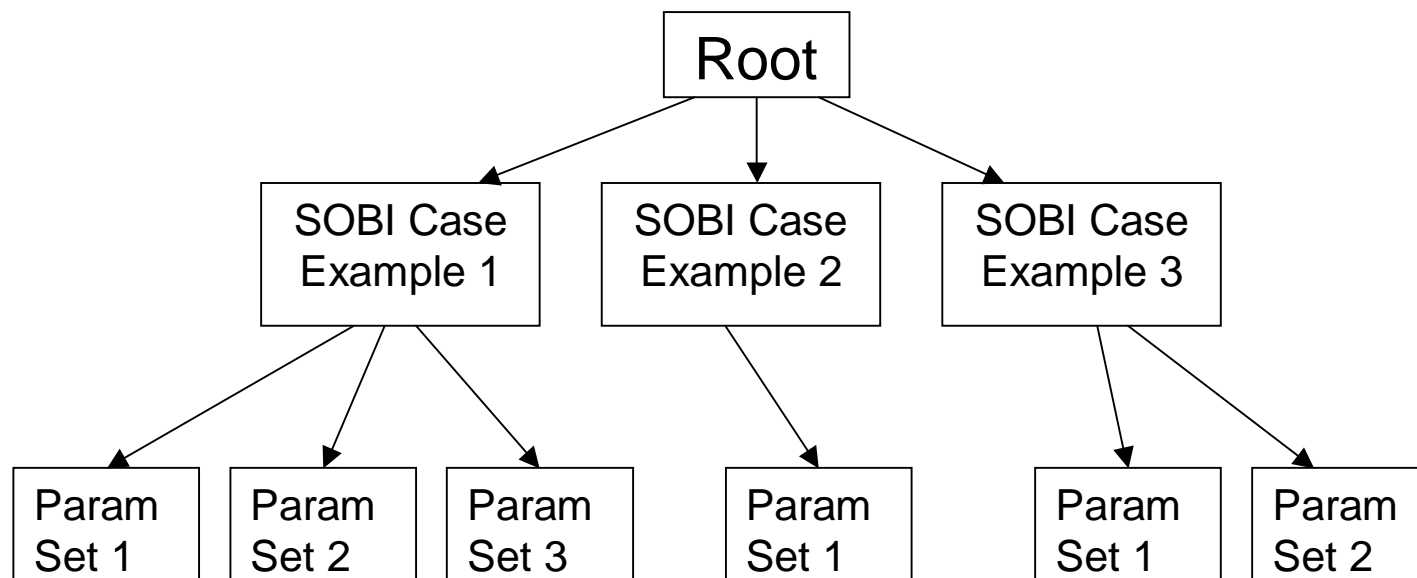 Root
SOBI Case
Example 1
SOBI Case
Example 2
SOBI Case
Example 3
Param
Set 1
Param
Set 2
Param
Set 3
Param
Set 1
Param
Set 1
Param
Set 2